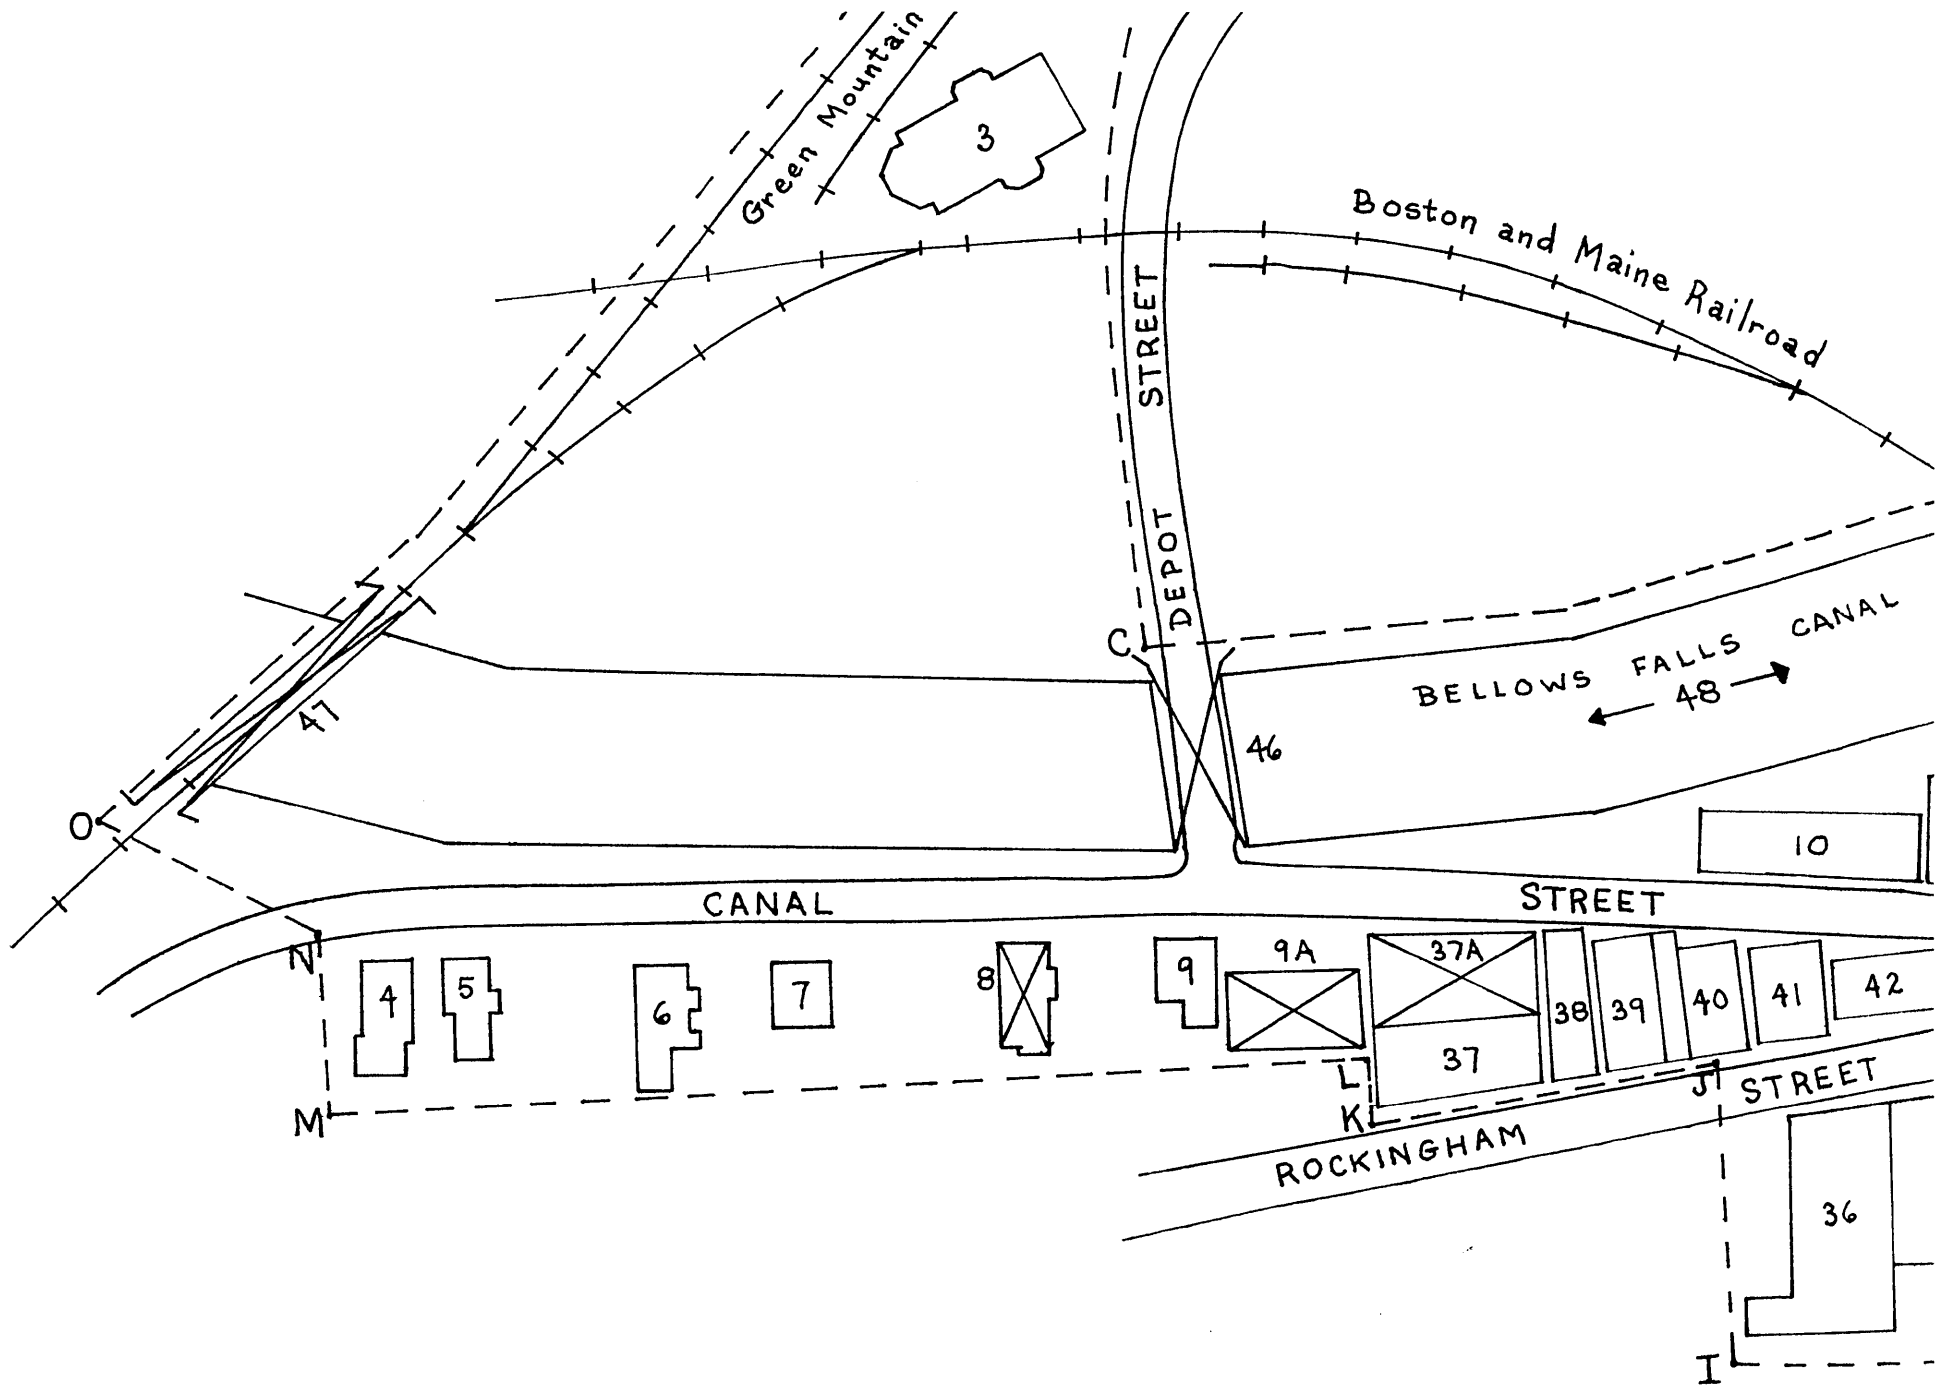 Green Mountain
3
Boston and Maine Railroad
DEPOT STREET
C
BELLOWS FALLS CANAL
48
47
46
O
10
CANAL STREET
N
4
5
6
7
8
9
9A
37A
37
38
39
40
41
42
L
K
J
M
ROCKINGHAM STREET
36
I